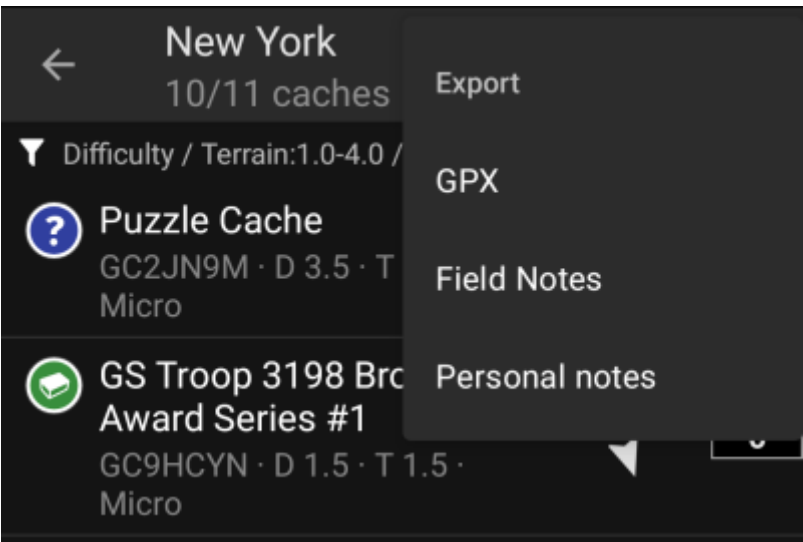 New York
10/11 caches
Difficulty / Terrain:1.0-4.0 /
Puzzle Cache
GC2JN9M · D 3.5 · T
Micro
GS Troop 3198 Bro
Award Series #1
GC9HCYN · D 1.5 · T 1.5 ·
Micro
Export
GPX
Field Notes
Personal notes